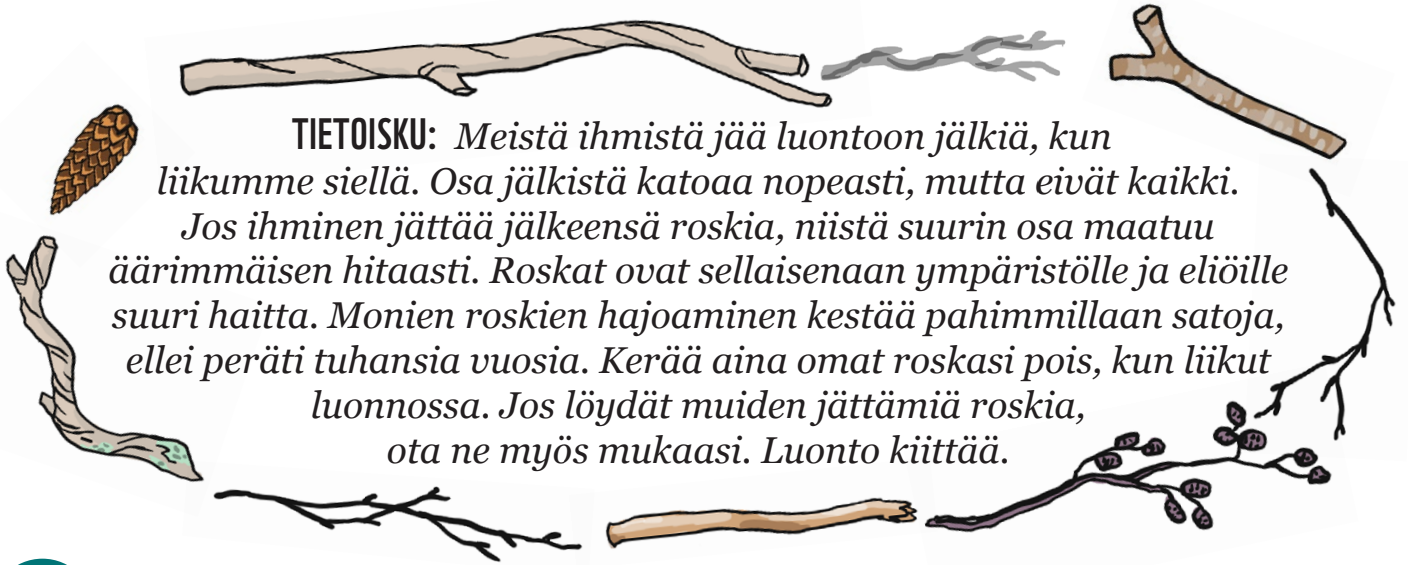 TIETOISKU: Meistä ihmistä jää luontoon jälkiä, kun
liikumme siellä. Osa jälkistä katoaa nopeasti, mutta eivät kaikki.
Jos ihminen jättää jälkeensä roskia, niistä suurin osa maatuu
äärimmäisen hitaasti. Roskat ovat sellaisenaan ympäristölle ja eliöille
suuri haitta. Monien roskien hajoaminen kestää pahimmillaan satoja,
ellei peräti tuhansia vuosia. Kerää aina omat roskasi pois, kun liikut
luonnossa. Jos löydät muiden jättämiä roskia,
ota ne myös mukaasi. Luonto kiittää.